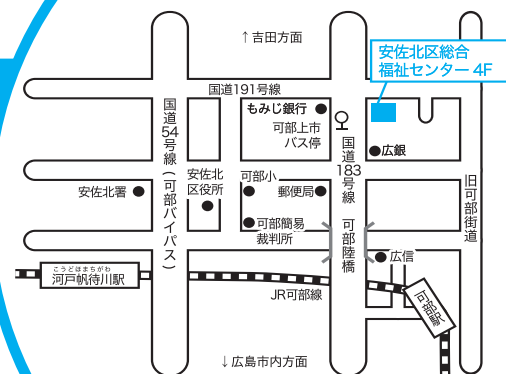 ↑吉田方面
安佐北区総合
福祉センター 4F
国道191号線
もみじ銀行
可部上市
バス停
国道54号線(可部バイパス)
国道183号線
広銀
安佐北
区役所
可部小
安佐北署
郵便局
旧可部街道
可部簡易
裁判所
可部陸橋
広信
こうどほまちがわ
河戸帆待川駅
JR可部線
可部駅
↓広島市内方面